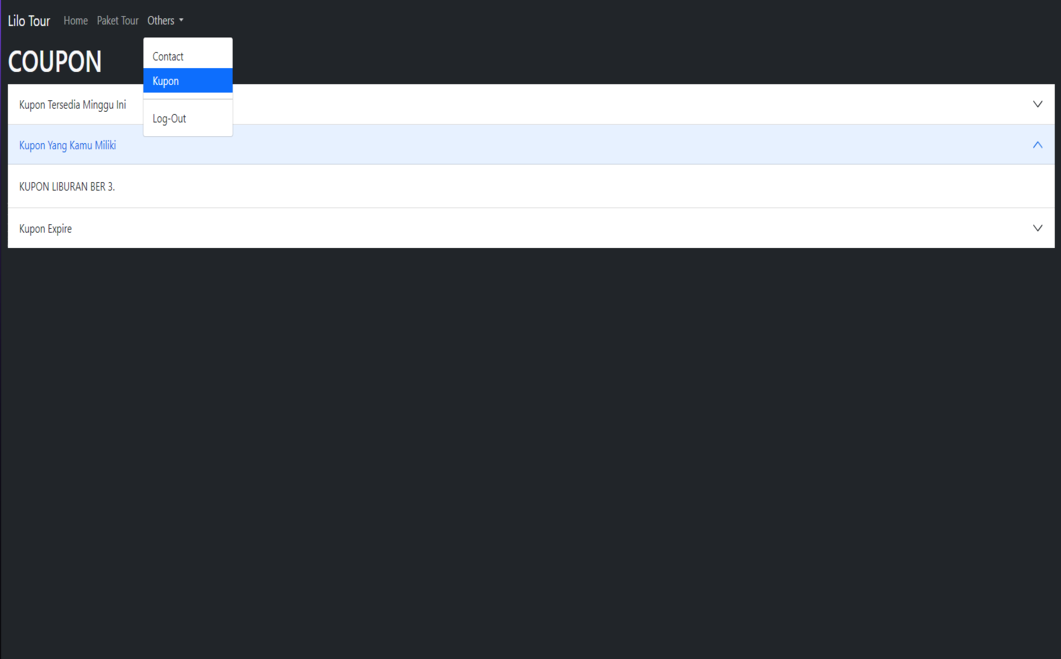 Lilo Tour Home Paket Tour Others
Contact
Kupon
Log-Out
COUPON
Kupon Tersedia Minggu Ini
Kupon Yang Kamu Miliki
KUPON LIBURAN BER 3.
Kupon Expire